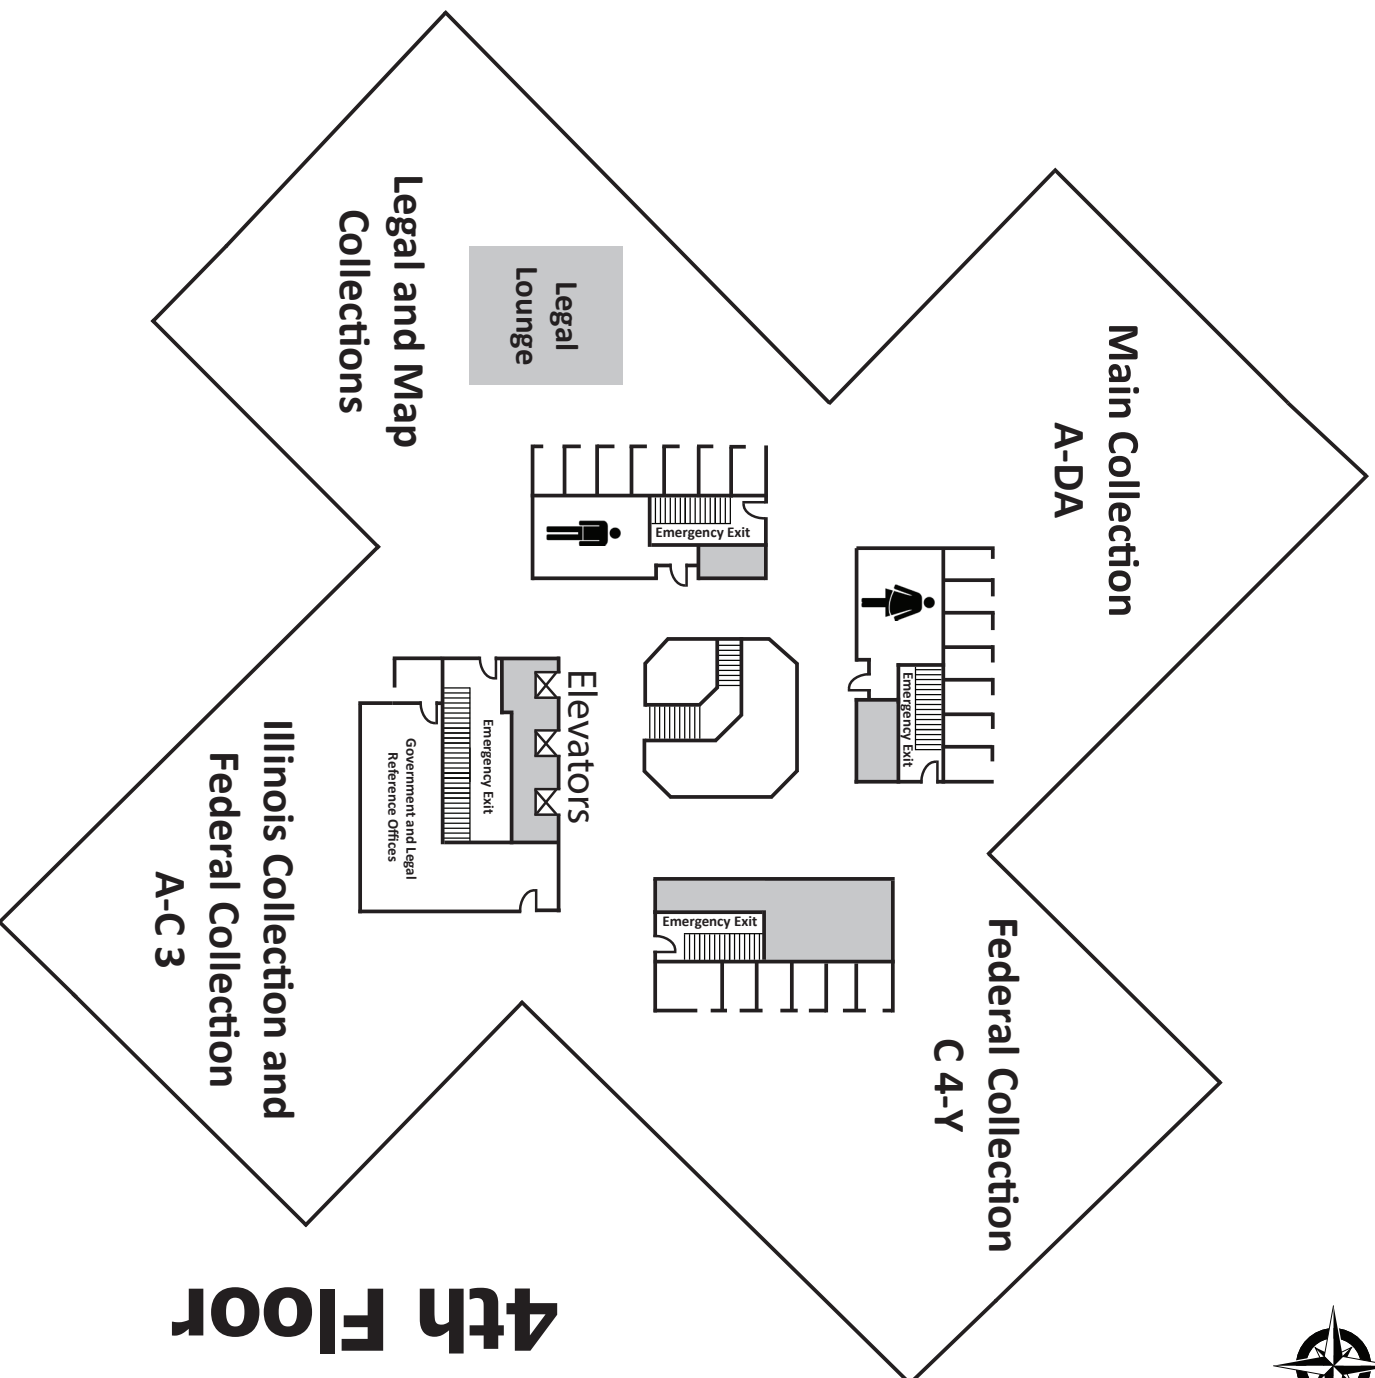 Legal and Map
Collections
Legal
Lounge
Main Collection
A-DA
Emergency Exit
Emergency Exit
Elevators
Emergency Exit
Government and Legal
Reference Offices
Illinois Collection and
Federal Collection
A-C 3
Emergency Exit
Federal Collection
C 4-Y
4th Floor